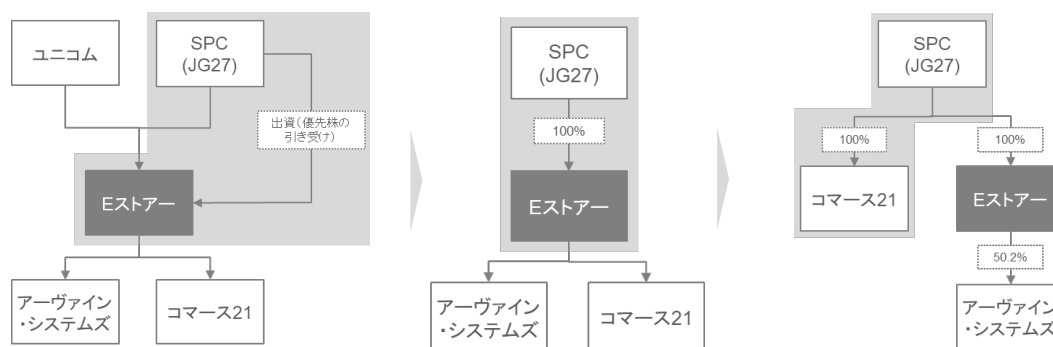 ユニコム
SPC
(JG27)
出資(優先株の
引き受け)
Eストアー
アーヴァイン
・システムズ
コマース21
SPC
(JG27)
100%
Eストアー
アーヴァイン
・システムズ
コマース21
SPC
(JG27)
100%
100%
コマース21
Eストアー
50.2%
アーヴァイン
・システムズ